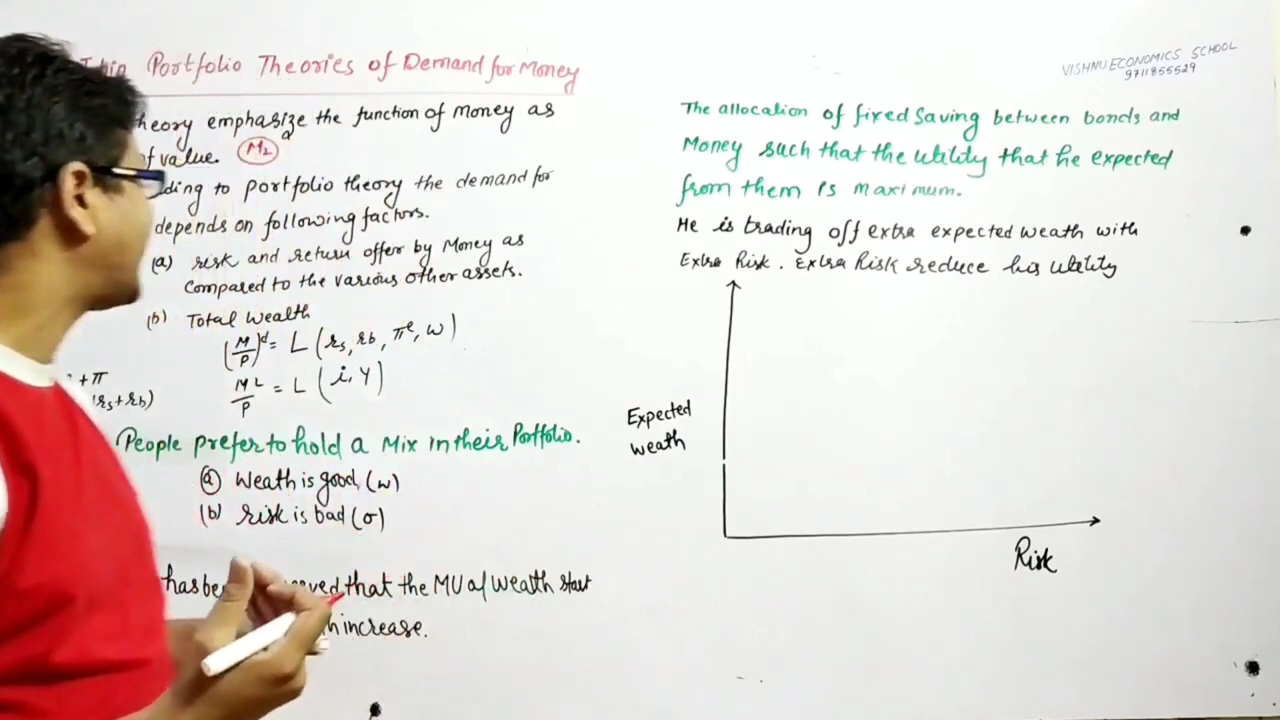 Portfolio Theories of Demand for Money
theory emphasize the function of Money as
a
of value. M2
ding to portfolio theory the demand for
depends on following factors.
(a) risk and return offer by Money as
Compared to the various other assets.
(b) Total Wealth
(M/P)^d = L (rs, rb, π^e, w)
M^L/P = L (i, Y)
+ π
(rs + rb)
People prefer to hold a Mix in their Portfolio.
(a) Weath is good (w)
(b) risk is bad (σ)
has be that the MU of Wealth start
increase.
VISHNU ECONOMICS SCHOOL
9711855529
The allocation of fixed Saving between bonds and
Money such that the utility that he expected
from them is maximum.
He is trading off extra expected weath with
Extra Risk. Extra Risk reduce his utility
Expected
weath
Risk